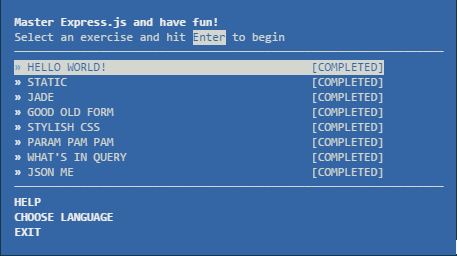 Master Express.js and have fun!
Select an exercise and hit Enter to begin
» HELLO WORLD! [COMPLETED]
» STATIC [COMPLETED]
» JADE [COMPLETED]
» GOOD OLD FORM [COMPLETED]
» STYLISH CSS [COMPLETED]
» PARAM PAM PAM [COMPLETED]
» WHAT'S IN QUERY [COMPLETED]
» JSON ME [COMPLETED]
HELP
CHOOSE LANGUAGE
EXIT